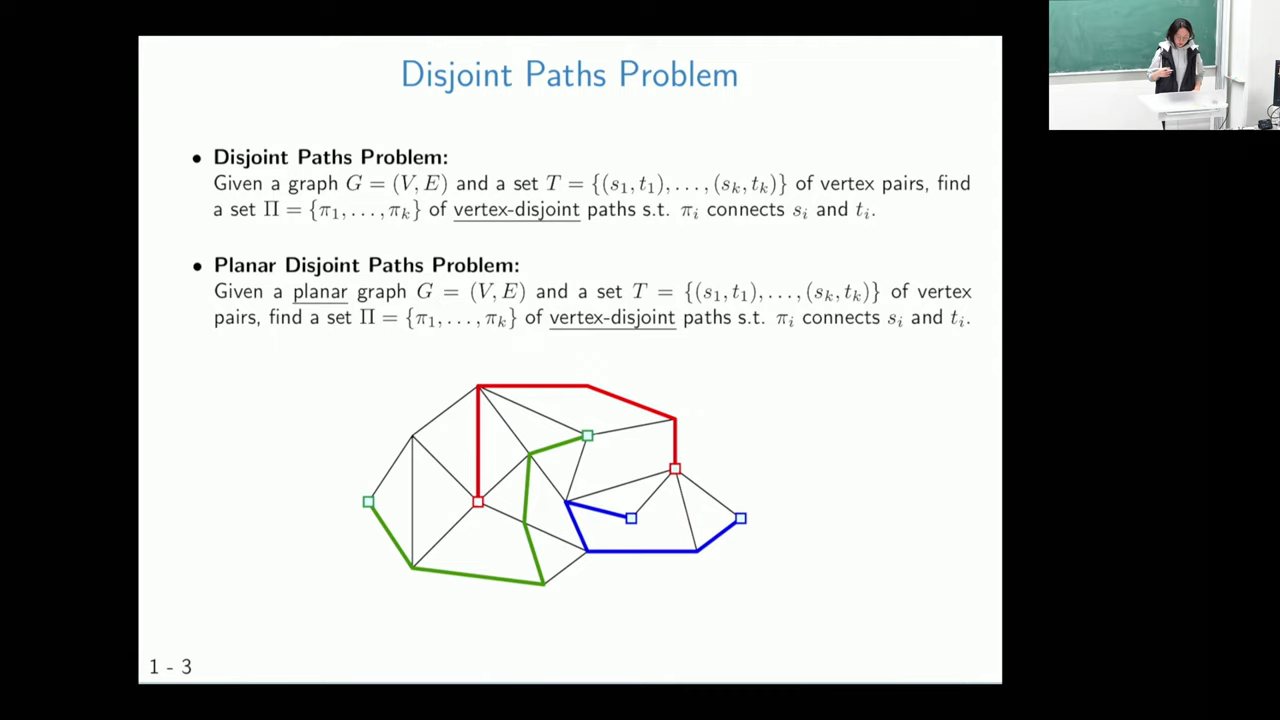 Disjoint Paths Problem
• Disjoint Paths Problem:
Given a graph G = (V, E) and a set T = {(s₁, t₁), . . . , (sₖ, tₖ)} of vertex pairs, find
a set Π = {π₁, . . . , πₖ} of vertex-disjoint paths s.t. πᵢ connects sᵢ and tᵢ.
• Planar Disjoint Paths Problem:
Given a planar graph G = (V, E) and a set T = {(s₁, t₁), . . . , (sₖ, tₖ)} of vertex
pairs, find a set Π = {π₁, . . . , πₖ} of vertex-disjoint paths s.t. πᵢ connects sᵢ and tᵢ.
1 - 3